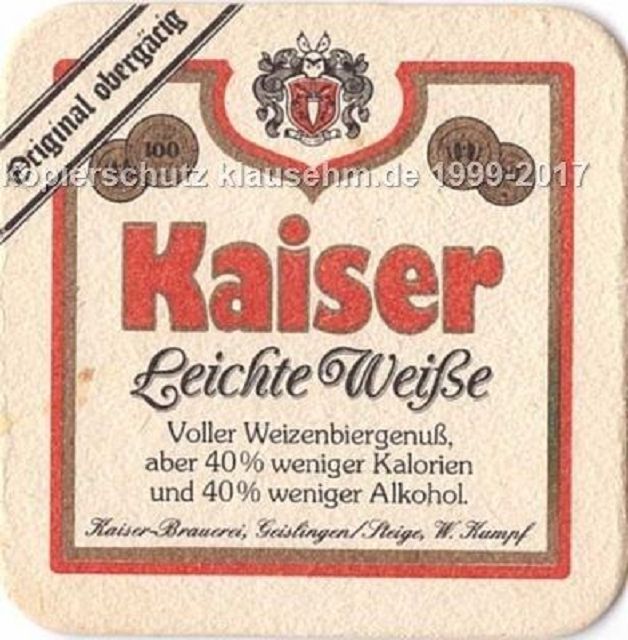 Original obergärig
100
kopierschutz klausehm.de 1999-2017
Kaiser
Leichte Weiße
Voller Weizenbiergenuß,
aber 40% weniger Kalorien
und 40% weniger Alkohol.
Kaiser-Brauerei, Geislingen/Steige, W. Kumpf